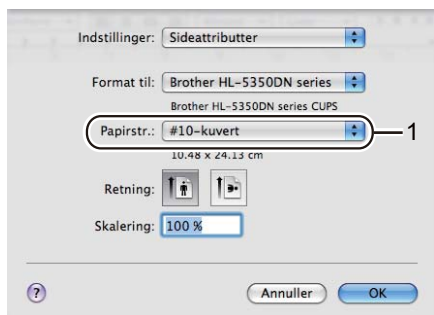 Indstillinger: Sideattributter
Format til: Brother HL-5350DN series
Brother HL-5350DN series CUPS
Papirstr.: #10-kuvert 1
10.48 x 24.13 cm
Retning:
Skalering: 100 %
? Annuller OK